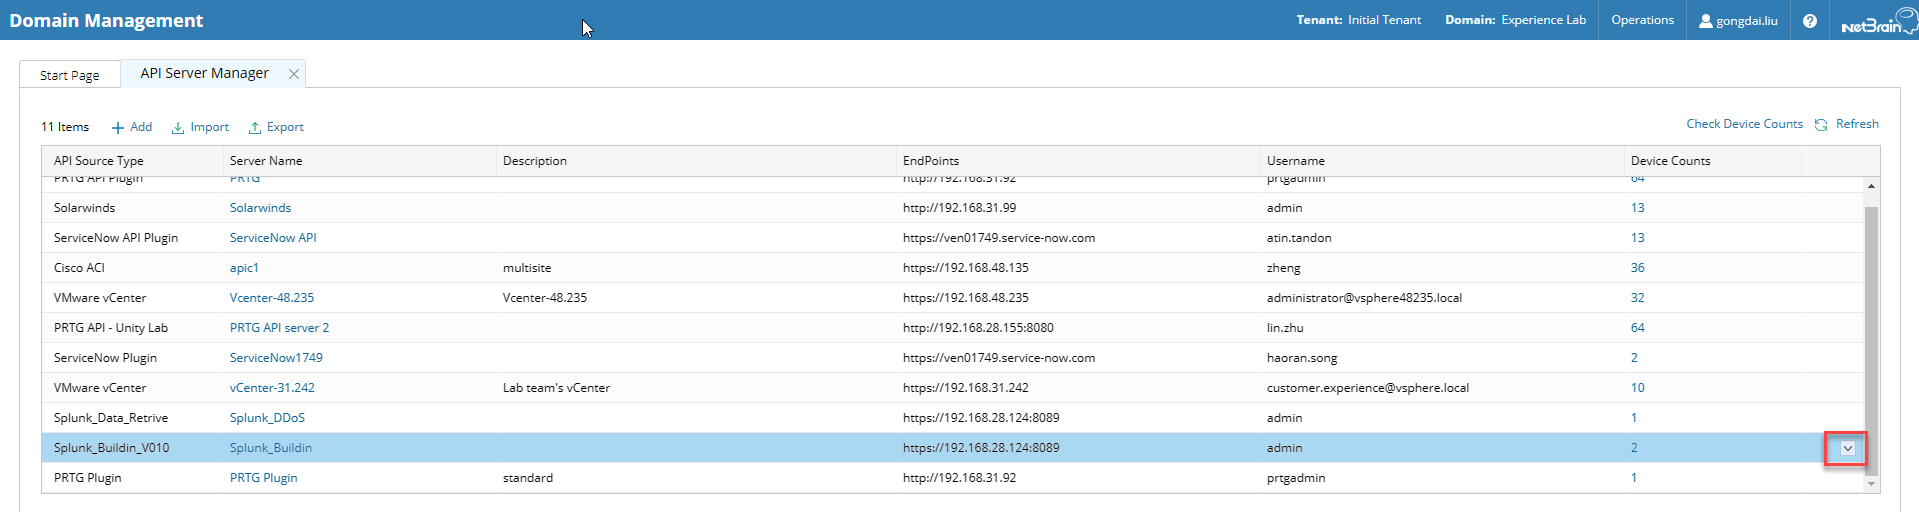 Domain Management
Tenant: Initial Tenant Domain: Experience Lab Operations gongdai.liu ? NetBrain
Start Page API Server Manager
11 Items Add Import Export Check Device Counts Refresh
API Source Type Server Name Description EndPoints Username Device Counts
PRTG API Plugin PRTG http://192.168.31.92 prtgadmin 64
Solarwinds Solarwinds http://192.168.31.99 admin 13
ServiceNow API Plugin ServiceNow API https://ven01749.service-now.com atin.tandon 13
Cisco ACI apic1 multisite https://192.168.48.135 zheng 36
VMware vCenter Vcenter-48.235 Vcenter-48.235 https://192.168.48.235 administrator@vsphere48235.local 32
PRTG API - Unity Lab PRTG API server 2 http://192.168.28.155:8080 lin.zhu 64
ServiceNow Plugin ServiceNow1749 https://ven01749.service-now.com haoran.song 2
VMware vCenter vCenter-31.242 Lab team's vCenter https://192.168.31.242 customer.experience@vsphere.local 10
Splunk_Data_Retrive Splunk_DDoS https://192.168.28.124:8089 admin 1
Splunk_Buildin_V010 Splunk_Buildin https://192.168.28.124:8089 admin 2
PRTG Plugin PRTG Plugin standard http://192.168.31.92 prtgadmin 1